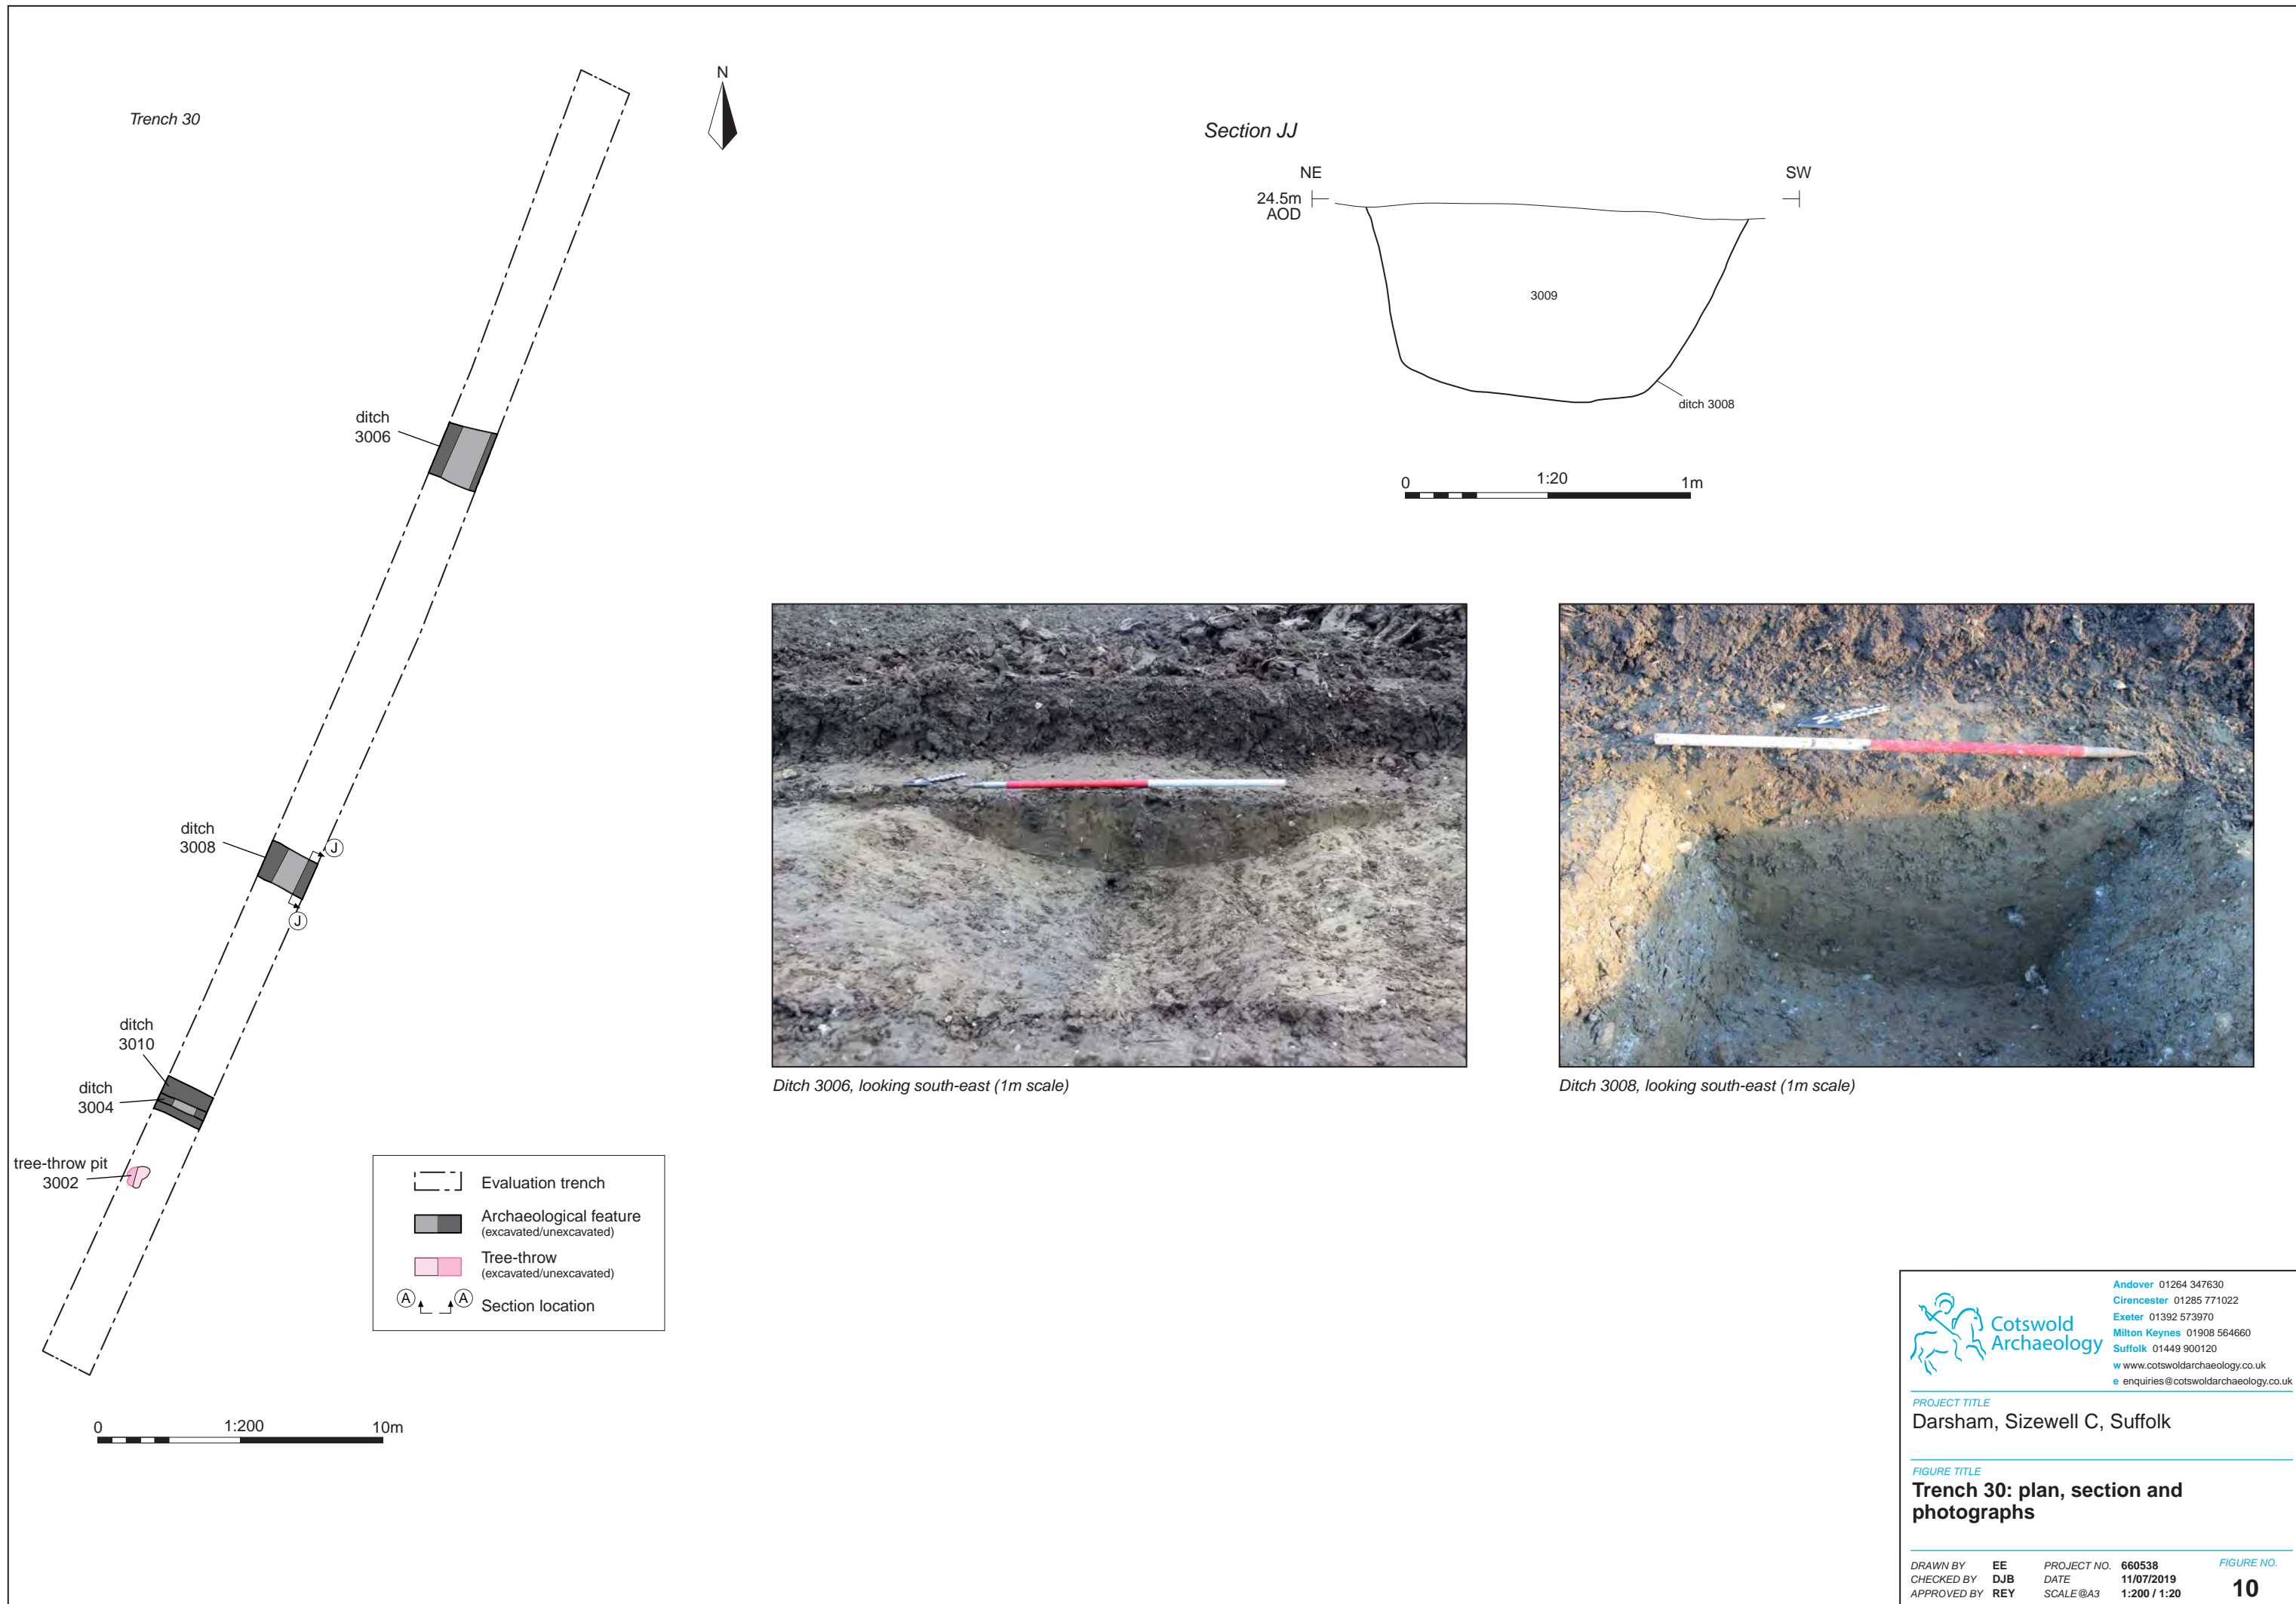 Trench 30
N
ditch
3006
ditch
3008
J
J
ditch
3010
ditch
3004
tree-throw pit
3002
0 1:200 10m
Evaluation trench
Archaeological feature
(excavated/unexcavated)
Tree-throw
(excavated/unexcavated)
A A Section location
Section JJ
NE SW
24.5m
AOD
3009
ditch 3008
0 1:20 1m
N
Ditch 3006, looking south-east (1m scale)
Ditch 3008, looking south-east (1m scale)
Cotswold
Archaeology
Andover 01264 347630
Cirencester 01285 771022
Exeter 01392 573970
Milton Keynes 01908 564660
Suffolk 01449 900120
w www.cotswoldarchaeology.co.uk
e enquiries@cotswoldarchaeology.co.uk
PROJECT TITLE
Darsham, Sizewell C, Suffolk
FIGURE TITLE
Trench 30: plan, section and
photographs
DRAWN BY EE PROJECT NO. 660538
CHECKED BY DJB DATE 11/07/2019
APPROVED BY REY SCALE@A3 1:200 / 1:20
FIGURE NO.
10